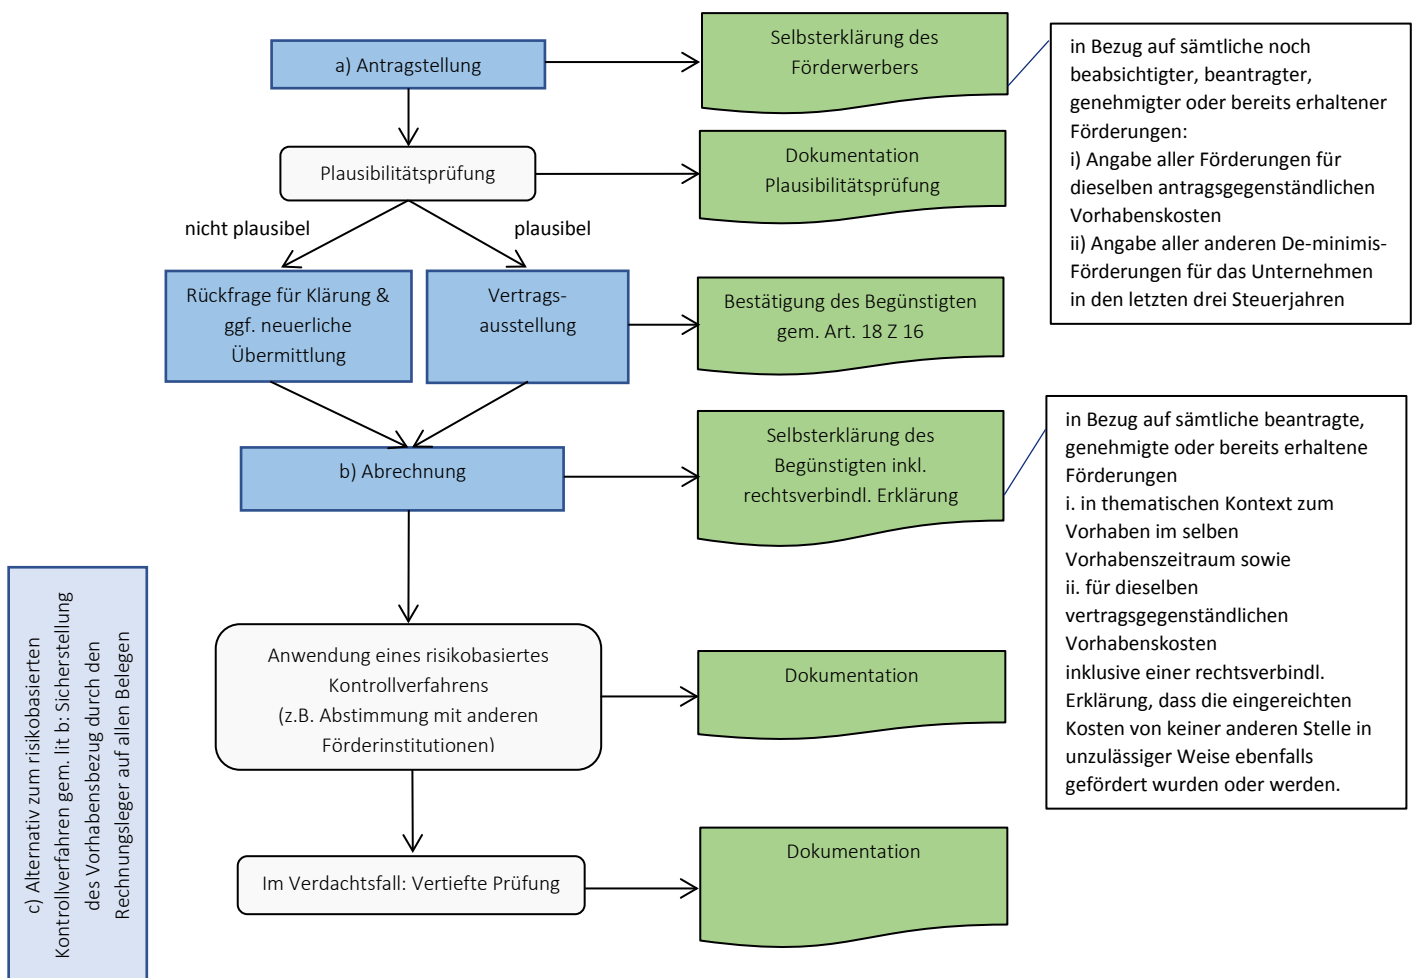 a) Antragstellung
Selbsterklärung des
Förderwerbers
in Bezug auf sämtliche noch
beabsichtigter, beantragter,
genehmigter oder bereits erhaltener
Förderungen:
i) Angabe aller Förderungen für
dieselben antragsgegenständlichen
Vorhabenskosten
ii) Angabe aller anderen De-minimis-
Förderungen für das Unternehmen
in den letzten drei Steuerjahren
Plausibilitätsprüfung
Dokumentation
Plausibilitätsprüfung
nicht plausibel
plausibel
Rückfrage für Klärung &
ggf. neuerliche
Übermittlung
Vertrags-
ausstellung
Bestätigung des Begünstigten
gem. Art. 18 Z 16
b) Abrechnung
Selbsterklärung des
Begünstigten inkl.
rechtsverbindl. Erklärung
in Bezug auf sämtliche beantragte,
genehmigte oder bereits erhaltene
Förderungen
i. in thematischen Kontext zum
Vorhaben im selben
Vorhabenszeitraum sowie
ii. für dieselben
vertragsgegenständlichen
Vorhabenskosten
inklusive einer rechtsverbindl.
Erklärung, dass die eingereichten
Kosten von keiner anderen Stelle in
unzulässiger Weise ebenfalls
gefördert wurden oder werden.
c) Alternativ zum risikobasierten
Kontrollverfahren gem. lit b: Sicherstellung
des Vorhabensbezug durch den
Rechnungsleger auf allen Belegen
Anwendung eines risikobasiertes
Kontrollverfahrens
(z.B. Abstimmung mit anderen
Förderinstitutionen)
Dokumentation
Im Verdachtsfall: Vertiefte Prüfung
Dokumentation